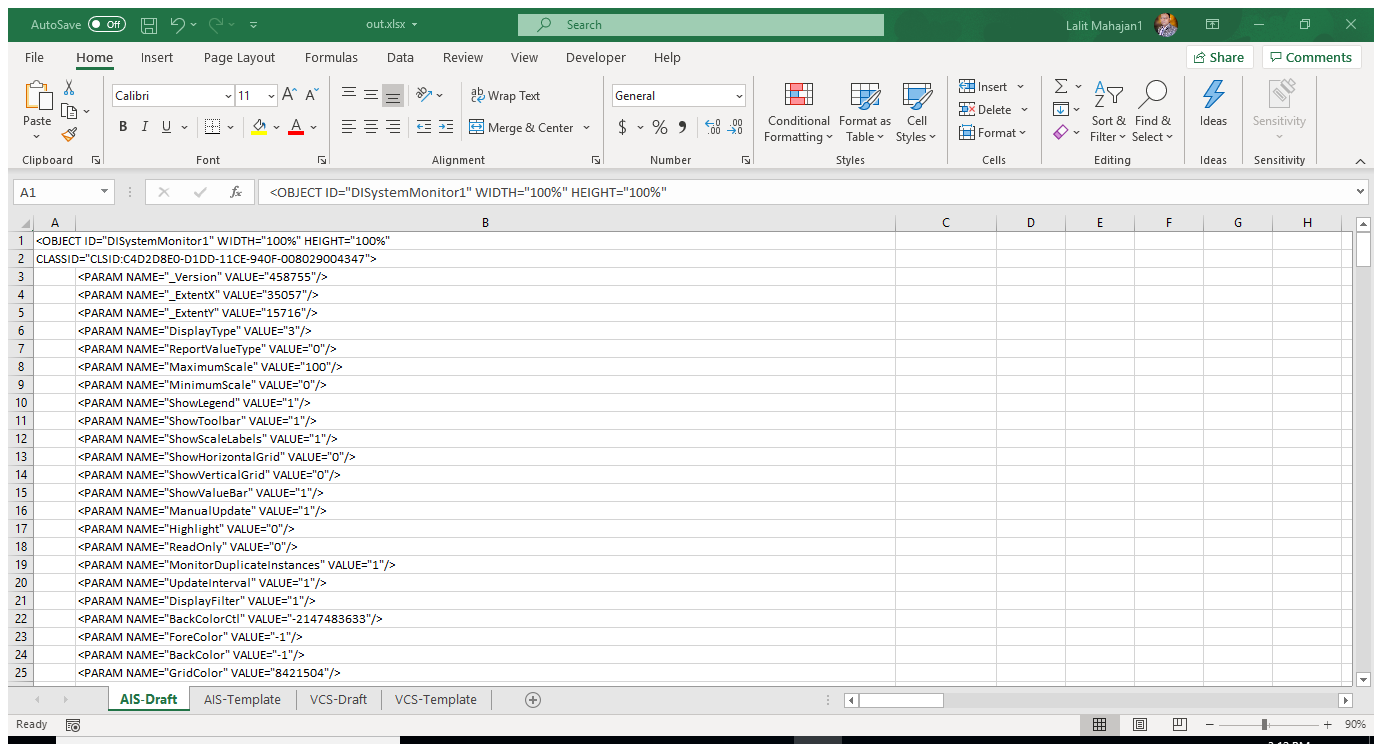 AutoSave Off out.xlsx Search Lalit Mahajan1
File Home Insert Page Layout Formulas Data Review View Developer Help Share Comments
Calibri 11 A A ab Wrap Text General Insert
Paste Conditional Format as Cell Delete Sort & Find & Ideas Sensitivity
B I U A Merge & Center $ % Formatting Table Styles Format Filter Select
Clipboard Font Alignment Number Styles Cells Editing Ideas Sensitivity
A1 fx <OBJECT ID="DISystemMonitor1" WIDTH="100%" HEIGHT="100%"
A B C D E F G H
1 <OBJECT ID="DISystemMonitor1" WIDTH="100%" HEIGHT="100%"
2 CLASSID="CLSID:C4D2D8E0-D1DD-11CE-940F-008029004347">
3 <PARAM NAME="_Version" VALUE="458755"/>
4 <PARAM NAME="_ExtentX" VALUE="35057"/>
5 <PARAM NAME="_ExtentY" VALUE="15716"/>
6 <PARAM NAME="DisplayType" VALUE="3"/>
7 <PARAM NAME="ReportValueType" VALUE="0"/>
8 <PARAM NAME="MaximumScale" VALUE="100"/>
9 <PARAM NAME="MinimumScale" VALUE="0"/>
10 <PARAM NAME="ShowLegend" VALUE="1"/>
11 <PARAM NAME="ShowToolbar" VALUE="1"/>
12 <PARAM NAME="ShowScaleLabels" VALUE="1"/>
13 <PARAM NAME="ShowHorizontalGrid" VALUE="0"/>
14 <PARAM NAME="ShowVerticalGrid" VALUE="0"/>
15 <PARAM NAME="ShowValueBar" VALUE="1"/>
16 <PARAM NAME="ManualUpdate" VALUE="1"/>
17 <PARAM NAME="Highlight" VALUE="0"/>
18 <PARAM NAME="ReadOnly" VALUE="0"/>
19 <PARAM NAME="MonitorDuplicateInstances" VALUE="1"/>
20 <PARAM NAME="UpdateInterval" VALUE="1"/>
21 <PARAM NAME="DisplayFilter" VALUE="1"/>
22 <PARAM NAME="BackColorCtl" VALUE="-2147483633"/>
23 <PARAM NAME="ForeColor" VALUE="-1"/>
24 <PARAM NAME="BackColor" VALUE="-1"/>
25 <PARAM NAME="GridColor" VALUE="8421504"/>
AIS-Draft AIS-Template VCS-Draft VCS-Template
Ready 90%